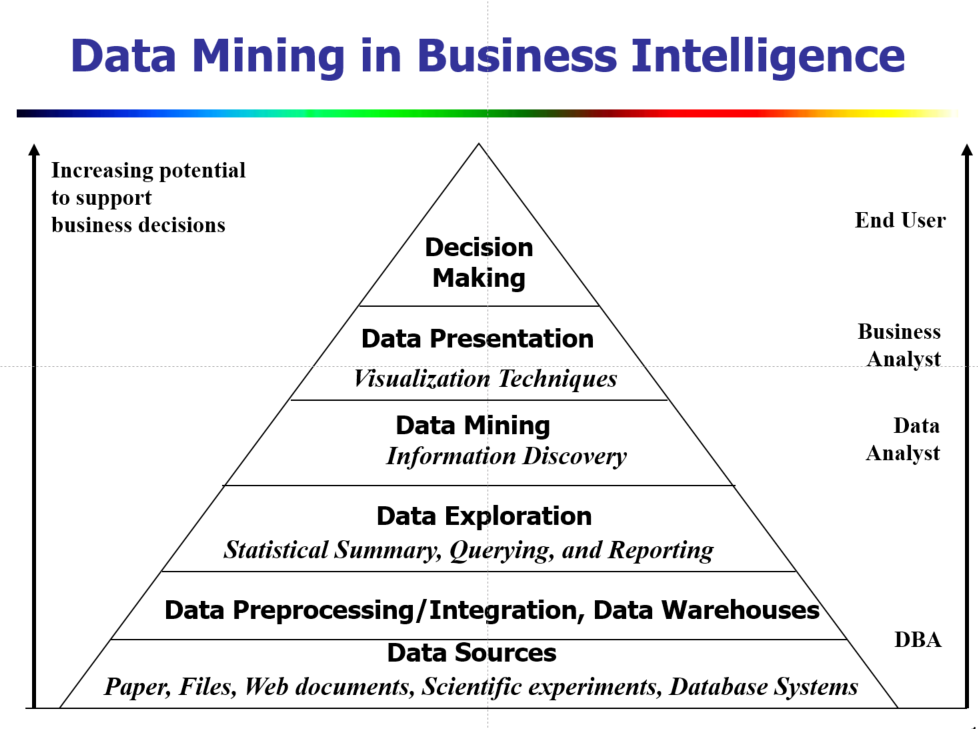 Data Mining in Business Intelligence
Increasing potential
to support
business decisions
End User
Decision
Making
Data Presentation
Business
Analyst
Visualization Techniques
Data Mining
Data
Analyst
Information Discovery
Data Exploration
Statistical Summary, Querying, and Reporting
Data Preprocessing/Integration, Data Warehouses
DBA
Data Sources
Paper, Files, Web documents, Scientific experiments, Database Systems